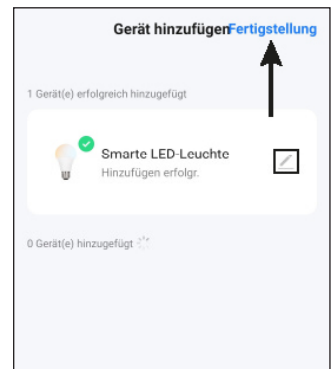 Gerät hinzufügen Fertigstellung
1 Gerät(e) erfolgreich hinzugefügt
Smarte LED-Leuchte
Hinzufügen erfolgr.
0 Gerät(e) hinzugefügt